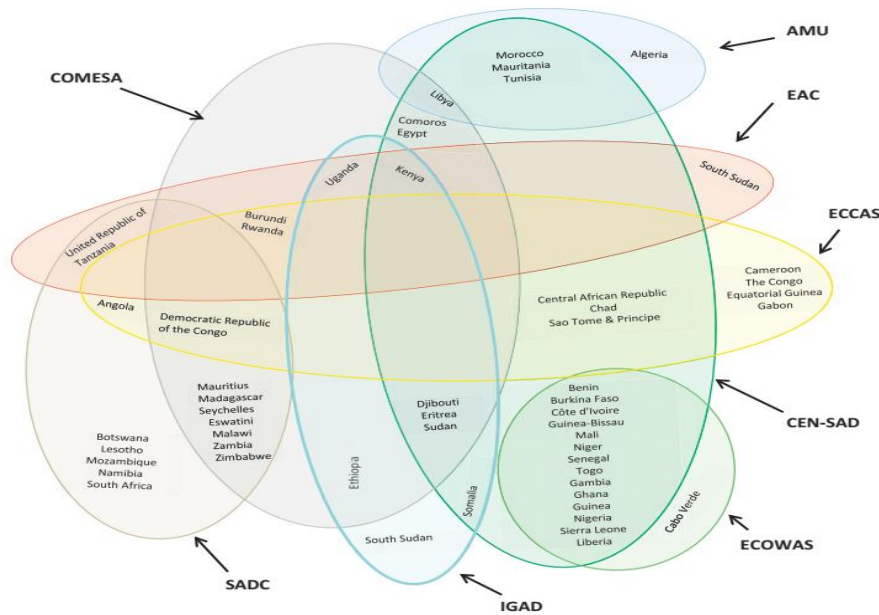 AMU
COMESA
Morocco
Mauritania
Tunisia
Algeria
EAC
Libya
Comoros
Egypt
Uganda
Kenya
South Sudan
ECCAS
United Republic of
Tanzania
Burundi
Rwanda
Angola
Democratic Republic
of the Congo
Central African Republic
Chad
Sao Tome & Principe
Cameroon
The Congo
Equatorial Guinea
Gabon
Mauritius
Madagascar
Seychelles
Eswatini
Malawi
Zambia
Zimbabwe
Djibouti
Eritrea
Sudan
Benin
Burkina Faso
Côte d'Ivoire
Guinea-Bissau
Mali
Niger
Senegal
Togo
Gambia
Ghana
Guinea
Nigeria
Sierra Leone
Liberia
CEN-SAD
Botswana
Lesotho
Mozambique
Namibia
South Africa
Ethiopia
Somalia
Cabo Verde
South Sudan
ECOWAS
SADC
IGAD